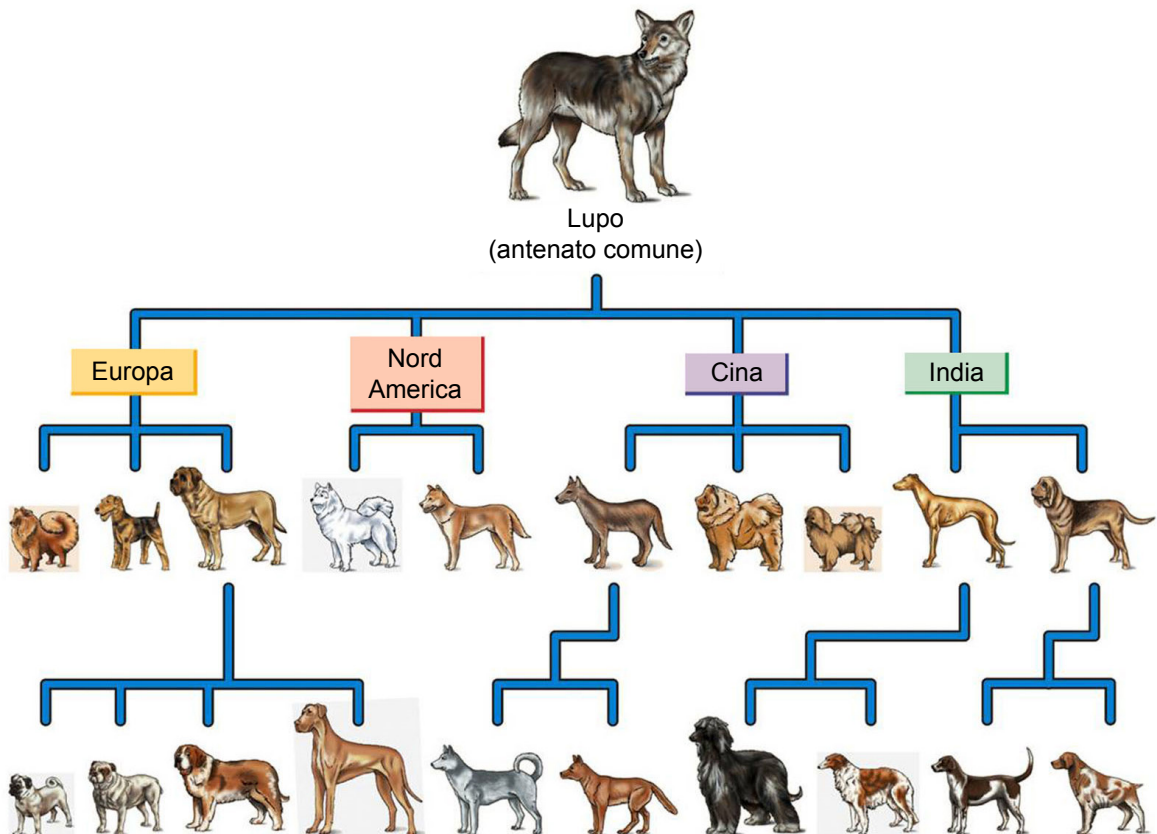 Lupo
(antenato comune)
Europa
Nord
America
Cina
India